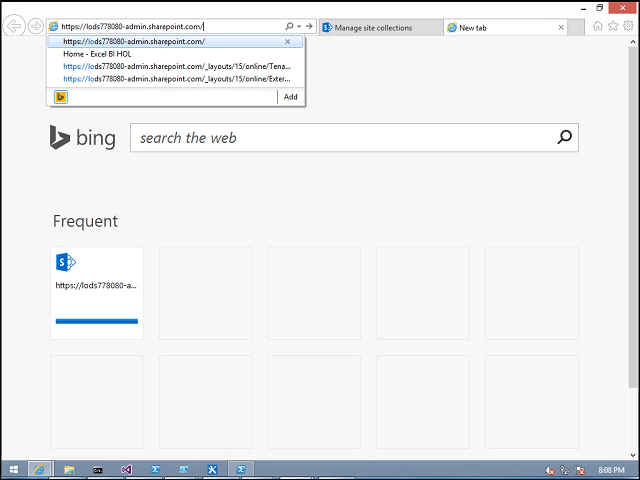 https://lods778080-admin.sharepoint.com/
Manage site collections
New tab
https://lods778080-admin.sharepoint.com/
Home - Excel BI HOL
https://lods778080-admin.sharepoint.com/_layouts/15/online/Tena...
https://lods778080-admin.sharepoint.com/_layouts/15/online/Exter...
Add
bing
search the web
Frequent
S
https://lods778080-a...
8:08 PM